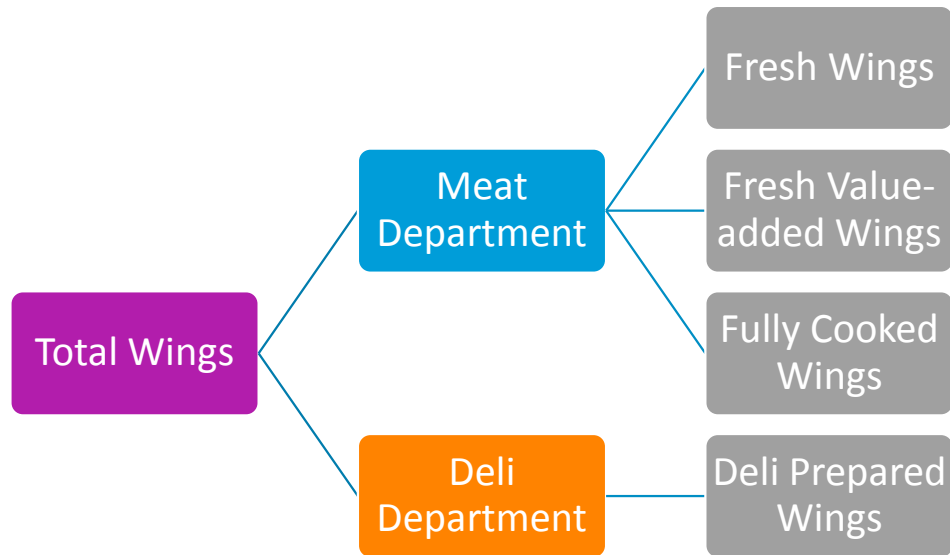 Total Wings
Meat
Department
Deli
Department
Fresh Wings
Fresh Value-
added Wings
Fully Cooked
Wings
Deli Prepared
Wings